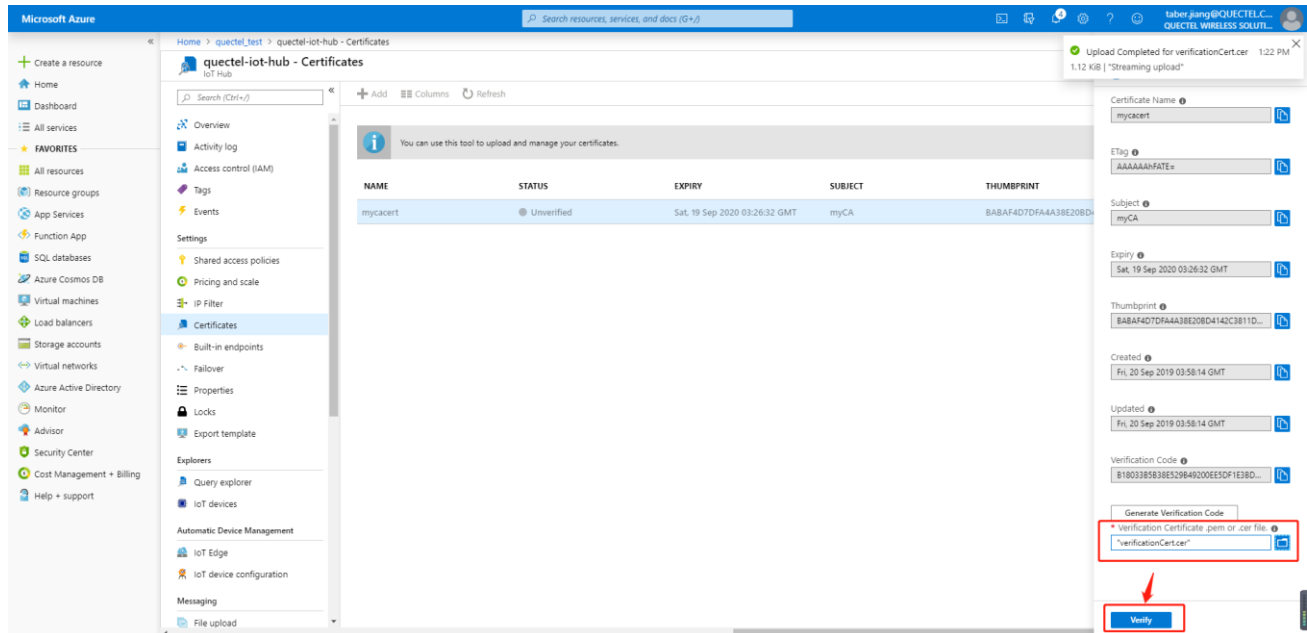 Microsoft Azure
Search resources, services, and docs (G+/)
4
taber.jiang@QUECTEL.C...
QUECTEL WIRELESS SOLUTI...
Home > quectel_test > quectel-iot-hub - Certificates
quectel-iot-hub - Certificates
IoT Hub
Upload Completed for verificationCert.cer 1:22 PM
1.12 KiB | "Streaming upload"
Create a resource
Home
Dashboard
All services
FAVORITES
All resources
Resource groups
App Services
Function App
SQL databases
Azure Cosmos DB
Virtual machines
Load balancers
Storage accounts
Virtual networks
Azure Active Directory
Monitor
Advisor
Security Center
Cost Management + Billing
Help + support
Search (Ctrl+/)
Overview
Activity log
Access control (IAM)
Tags
Events
Settings
Shared access policies
Pricing and scale
IP Filter
Certificates
Built-in endpoints
Failover
Properties
Locks
Export template
Explorers
Query explorer
IoT devices
Automatic Device Management
IoT Edge
IoT device configuration
Messaging
File upload
Add Columns Refresh
You can use this tool to upload and manage your certificates.
NAME STATUS EXPIRY SUBJECT THUMBPRINT
mycacert Unverified Sat, 19 Sep 2020 03:26:32 GMT myCA BABAF4D7DFA4A38E20BD
Certificate Name
mycacert
ETag
AAAAAAhFATE=
Subject
myCA
Expiry
Sat, 19 Sep 2020 03:26:32 GMT
Thumbprint
BABAF4D7DFA4A38E20BD4142C3811D...
Created
Fri, 20 Sep 2019 03:58:14 GMT
Updated
Fri, 20 Sep 2019 03:58:14 GMT
Verification Code
B1803385B38E529B49200EE5DF1E3BD...
Generate Verification Code
* Verification Certificate .pem or .cer file.
"verificationCert.cer"
Verify